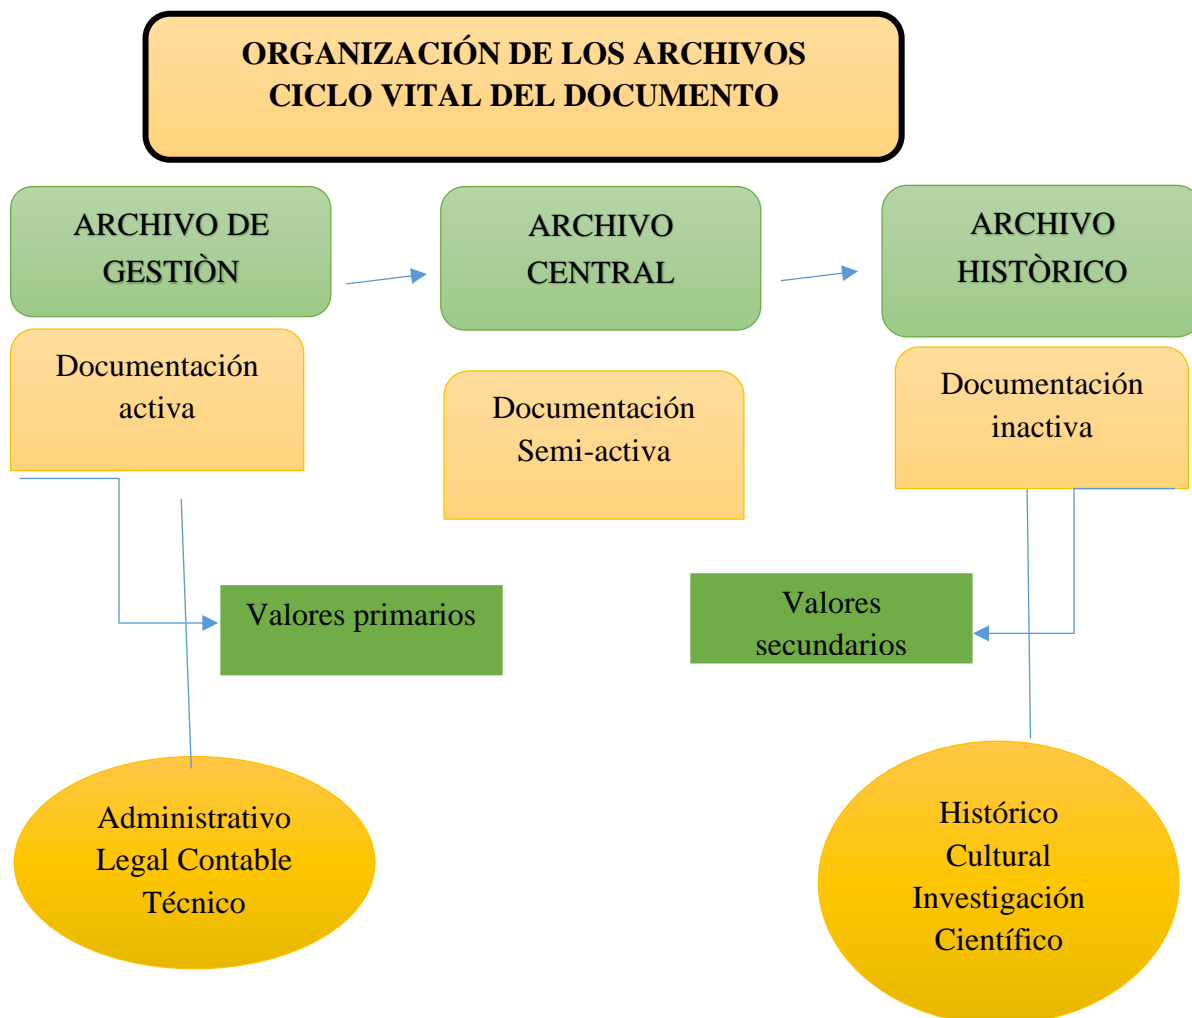 ORGANIZACIÓN DE LOS ARCHIVOS
CICLO VITAL DEL DOCUMENTO
ARCHIVO DE
GESTIÒN
ARCHIVO
CENTRAL
ARCHIVO
HISTÒRICO
Documentación
activa
Documentación
Semi-activa
Documentación
inactiva
Valores primarios
Valores
secundarios
Administrativo
Legal Contable
Técnico
Histórico
Cultural
Investigación
Científico